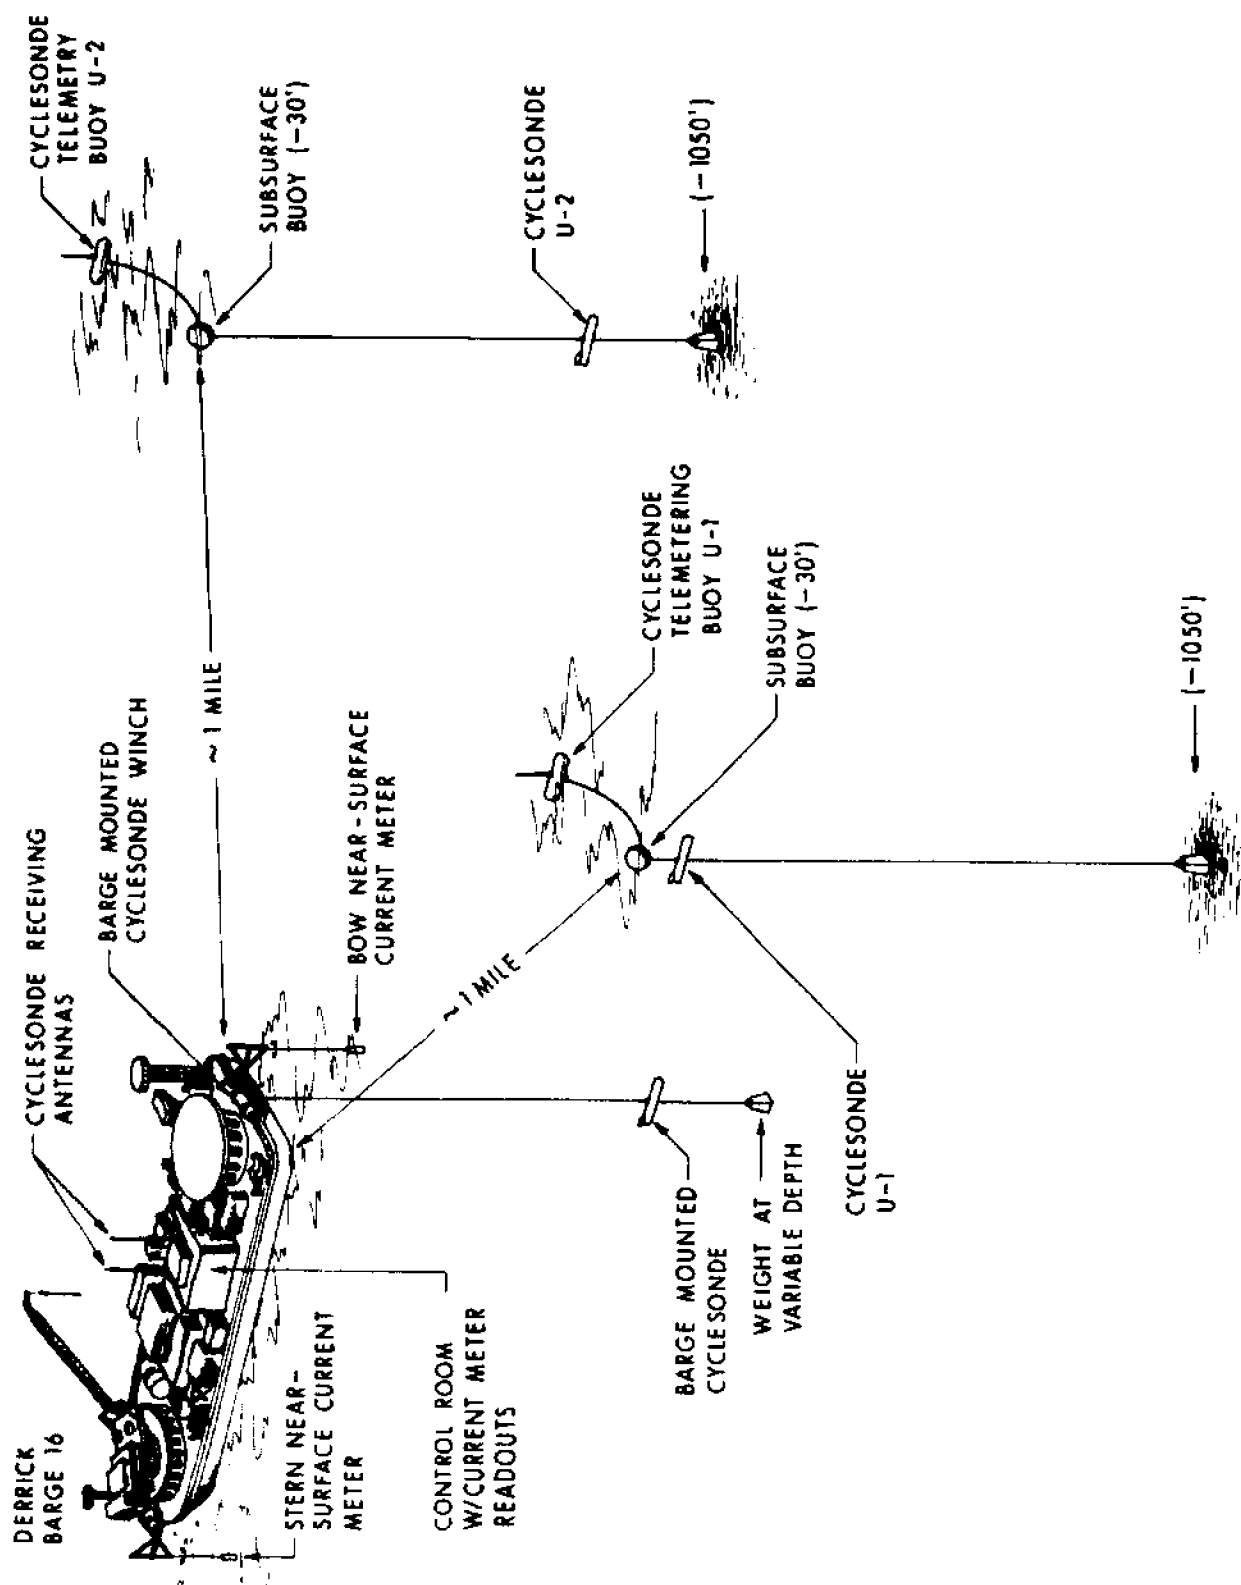 DERRICK
BARGE 16
CYCLESONDE RECEIVING
ANTENNAS
BARGE MOUNTED
CYCLESONDE WINCH
CYCLESONDE
TELEMETRY
BUOY U-2
~ 1 MILE
SUBSURFACE
BUOY (-30')
STERN NEAR-
SURFACE CURRENT
METER
BOW NEAR-SURFACE
CURRENT METER
CONTROL ROOM
W/CURRENT METER
READOUTS
~ 1 MILE
CYCLESONDE
U-2
CYCLESONDE
TELEMETERING
BUOY U-1
(-1050')
BARGE MOUNTED
CYCLESONDE
WEIGHT AT
VARIABLE DEPTH
SUBSURFACE
BUOY (-30')
CYCLESONDE
U-1
(-1050')